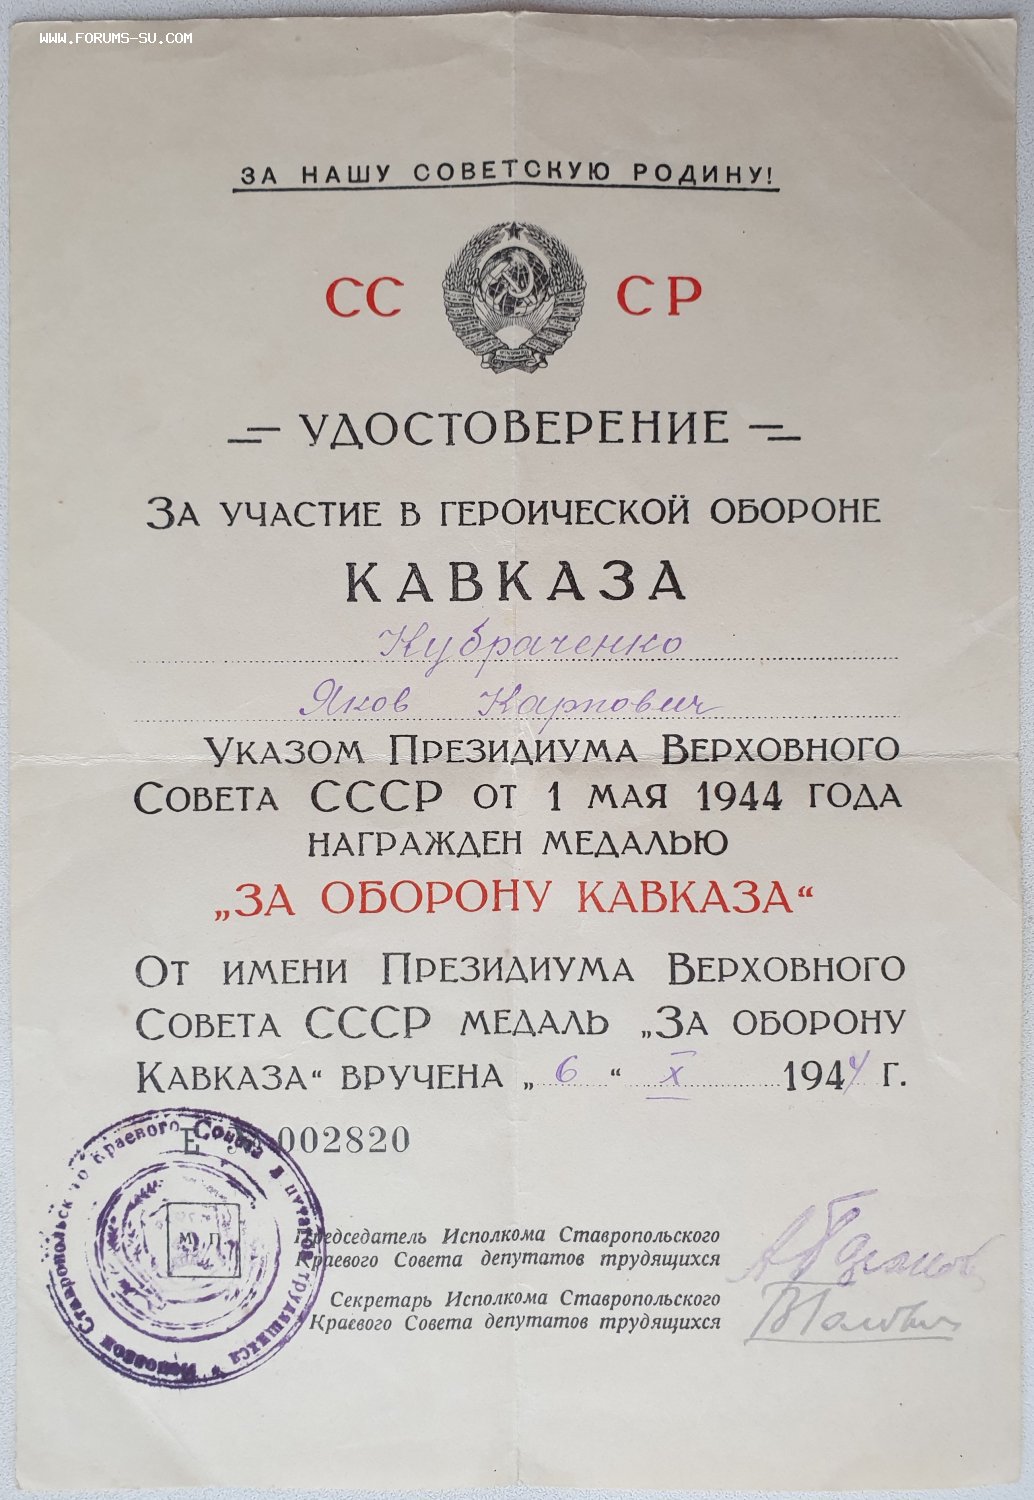 WWW.FORUMS-SU.COM
ЗА НАШУ СОВЕТСКУЮ РОДИНУ!
СС СР
УДОСТОВЕРЕНИЕ
ЗА УЧАСТИЕ В ГЕРОИЧЕСКОЙ ОБОРОНЕ
КАВКАЗА
Кубраченко
Яков Карпович
УКАЗОМ ПРЕЗИДИУМА ВЕРХОВНОГО
СОВЕТА СССР ОТ 1 МАЯ 1944 ГОДА
НАГРАЖДЕН МЕДАЛЬЮ
„ЗА ОБОРОНУ КАВКАЗА“
ОТ ИМЕНИ ПРЕЗИДИУМА ВЕРХОВНОГО
СОВЕТА СССР МЕДАЛЬ „ЗА ОБОРОНУ
КАВКАЗА“ ВРУЧЕНА „ 6 “ X 1944 Г.
Е № 002820
М. П.
Председатель Исполкома Ставропольского
Краевого Совета депутатов трудящихся
Секретарь Исполкома Ставропольского
Краевого Совета депутатов трудящихся